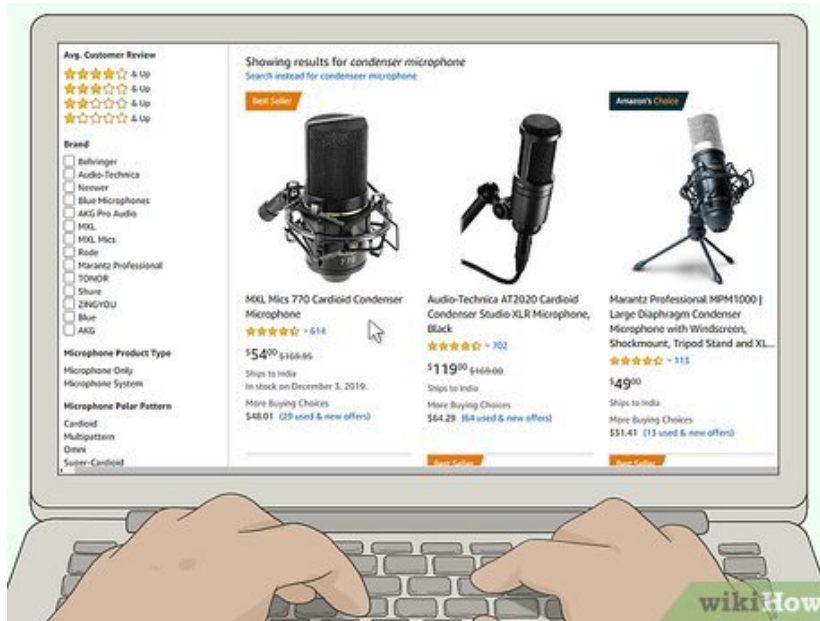 Avg. Customer Review
& Up
& Up
& Up
& Up
Brand
Behringer
Audio-Technica
Neewer
Blue Microphones
AKG Pro Audio
MXL
MXL Mics
Rode
Marantz Professional
TONOR
Shure
ZINGYOU
Blue
AKG
Microphone Product Type
Microphone Only
Microphone System
Microphone Polar Pattern
Cardioid
Multipattern
Omni
Super-Cardioid
Showing results for condenser microphone
Search instead for condenseer microphone
Best Seller
770
MXL Mics 770 Cardioid Condenser
Microphone
614
$5400 $169.95
Ships to India
In stock on December 3, 2019.
More Buying Choices
$48.01 (29 used & new offers)
Audio-Technica AT2020 Cardioid
Condenser Studio XLR Microphone,
Black
702
$11900 $169.00
Ships to India
More Buying Choices
$64.29 (64 used & new offers)
Best Seller
Amazon's Choice
Marantz Professional MPM1000 |
Large Diaphragm Condenser
Microphone with Windscreen,
Shockmount, Tripod Stand and XL...
115
$4900
Ships to India
More Buying Choices
$31.41 (13 used & new offers)
Best Seller
wikiHow